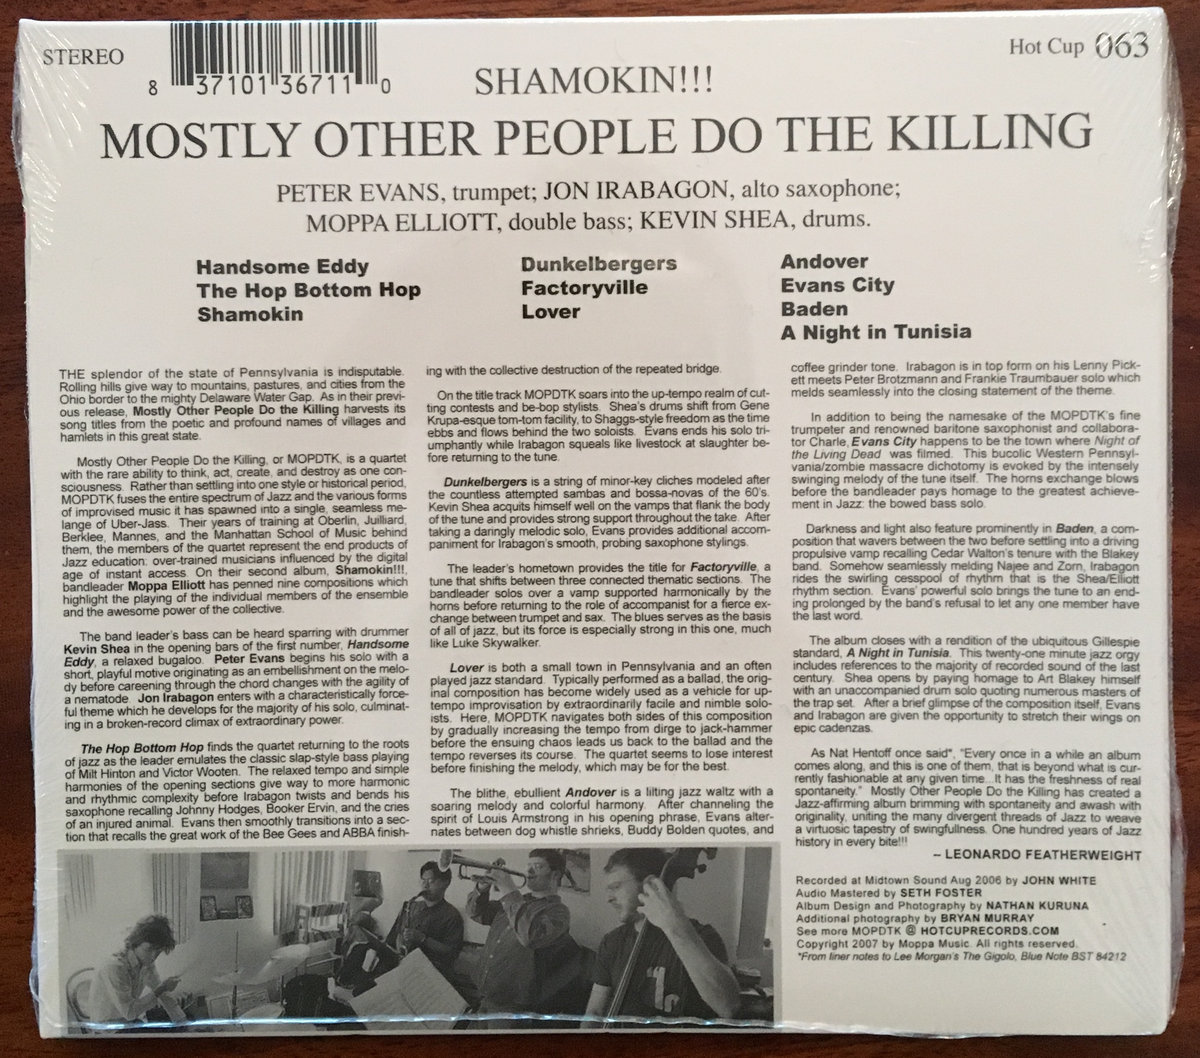 STEREO
8 37101 36711 0
Hot Cup 063
SHAMOKIN!!!
MOSTLY OTHER PEOPLE DO THE KILLING
PETER EVANS, trumpet; JON IRABAGON, alto saxophone;
MOPPA ELLIOTT, double bass; KEVIN SHEA, drums.
Handsome Eddy
The Hop Bottom Hop
Shamokin
Dunkelbergers
Factoryville
Lover
Andover
Evans City
Baden
A Night in Tunisia
THE splendor of the state of Pennsylvania is indisputable.
Rolling hills give way to mountains, pastures, and cities from the
Ohio border to the mighty Delaware Water Gap. As in their previ-
ous release, Mostly Other People Do the Killing harvests its
song titles from the poetic and profound names of villages and
hamlets in this great state.
Mostly Other People Do the Killing, or MOPDTK, is a quartet
with the rare ability to think, act, create, and destroy as one con-
sciousness. Rather than settling into one style or historical period,
MOPDTK fuses the entire spectrum of Jazz and the various forms
of improvised music it has spawned into a single, seamless me-
lange of Uber-Jass. Their years of training at Oberlin, Juilliard,
Berklee, Mannes, and the Manhattan School of Music behind
them, the members of the quartet represent the end products of
Jazz education: over-trained musicians influenced by the digital
age of instant access. On their second album, Shamokin!!!,
bandleader Moppa Elliott has penned nine compositions which
highlight the playing of the individual members of the ensemble
and the awesome power of the collective.
The band leader's bass can be heard sparring with drummer
Kevin Shea in the opening bars of the first number, Handsome
Eddy, a relaxed bugaloo. Peter Evans begins his solo with a
short, playful motive originating as an embellishment on the melo-
dy before careening through the chord changes with the agility of
a nematode. Jon Irabagon enters with a characteristically force-
ful theme which he develops for the majority of his solo, culminat-
ing in a broken-record climax of extraordinary power.
The Hop Bottom Hop finds the quartet returning to the roots
of jazz as the leader emulates the classic slap-style bass playing
of Milt Hinton and Victor Wooten. The relaxed tempo and simple
harmonies of the opening sections give way to more harmonic
and rhythmic complexity before Irabagon twists and bends his
saxophone recalling Johnny Hodges, Booker Ervin, and the cries
of an injured animal. Evans then smoothly transitions into a sec-
tion that recalls the great work of the Bee Gees and ABBA finish-
ing with the collective destruction of the repeated bridge.
On the title track MOPDTK soars into the up-tempo realm of cut-
ting contests and be-bop stylists. Shea's drums shift from Gene
Krupa-esque tom-tom facility, to Shaggs-style freedom as the time
ebbs and flows behind the two soloists. Evans ends his solo tri-
umphantly while Irabagon squeals like livestock at slaughter be-
fore returning to the tune.
Dunkelbergers is a string of minor-key cliches modeled after
the countless attempted sambas and bossa-novas of the 60's.
Kevin Shea acquits himself well on the vamps that flank the body
of the tune and provides strong support throughout the take. After
taking a daringly melodic solo, Evans provides additional accom-
paniment for Irabagon's smooth, probing saxophone stylings.
The leader's hometown provides the title for Factoryville, a
tune that shifts between three connected thematic sections. The
bandleader solos over a vamp supported harmonically by the
horns before returning to the role of accompanist for a fierce ex-
change between trumpet and sax. The blues serves as the basis
of all of jazz, but its force is especially strong in this one, much
like Luke Skywalker.
Lover is both a small town in Pennsylvania and an often
played jazz standard. Typically performed as a ballad, the orig-
inal composition has become widely used as a vehicle for up-
tempo improvisation by extraordinarily facile and nimble solo-
ists. Here, MOPDTK navigates both sides of this composition
by gradually increasing the tempo from dirge to jack-hammer
before the ensuing chaos leads us back to the ballad and the
tempo reverses its course. The quartet seems to lose interest
before finishing the melody, which may be for the best.
The blithe, ebullient Andover is a lilting jazz waltz with a
soaring melody and colorful harmony. After channeling the
spirit of Louis Armstrong in his opening phrase, Evans alter-
nates between dog whistle shrieks, Buddy Bolden quotes, and
coffee grinder tone. Irabagon is in top form on his Lenny Pick-
ett meets Peter Brotzmann and Frankie Traumbauer solo which
melds seamlessly into the closing statement of the theme.
In addition to being the namesake of the MOPDTK's fine
trumpeter and renowned baritone saxophonist and collabora-
tor Charle, Evans City happens to be the town where Night of
the Living Dead was filmed. This bucolic Western Pennsyl-
vania/zombie massacre dichotomy is evoked by the intensely
swinging melody of the tune itself. The horns exchange blows
before the bandleader pays homage to the greatest achieve-
ment in Jazz: the bowed bass solo.
Darkness and light also feature prominently in Baden, a com-
position that wavers between the two before settling into a driving
propulsive vamp recalling Cedar Walton's tenure with the Blakey
band. Somehow seamlessly melding Najee and Zorn, Irabagon
rides the swirling cesspool of rhythm that is the Shea/Elliott
rhythm section. Evans' powerful solo brings the tune to an end-
ing prolonged by the band's refusal to let any one member have
the last word.
The album closes with a rendition of the ubiquitous Gillespie
standard, A Night in Tunisia. This twenty-one minute jazz orgy
includes references to the majority of recorded sound of the last
century. Shea opens by paying homage to Art Blakey himself
with an unaccompanied drum solo quoting numerous masters of
the trap set. After a brief glimpse of the composition itself, Evans
and Irabagon are given the opportunity to stretch their wings on
epic cadenzas.
As Nat Hentoff once said*, "Every once in a while an album
comes along, and this is one of them, that is beyond what is cur-
rently fashionable at any given time...It has the freshness of real
spontaneity." Mostly Other People Do the Killing has created a
Jazz-affirming album brimming with spontaneity and awash with
originality, uniting the many divergent threads of Jazz to weave
a virtuosic tapestry of swingfullness. One hundred years of Jazz
history in every bite!!!
~ LEONARDO FEATHERWEIGHT
Recorded at Midtown Sound Aug 2006 by JOHN WHITE
Audio Mastered by SETH FOSTER
Album Design and Photography by NATHAN KURUNA
Additional photography by BRYAN MURRAY
See more MOPDTK @ HOTCUPRECORDS.COM
Copyright 2007 by Moppa Music. All rights reserved.
*From liner notes to Lee Morgan's The Gigolo, Blue Note BST 84212